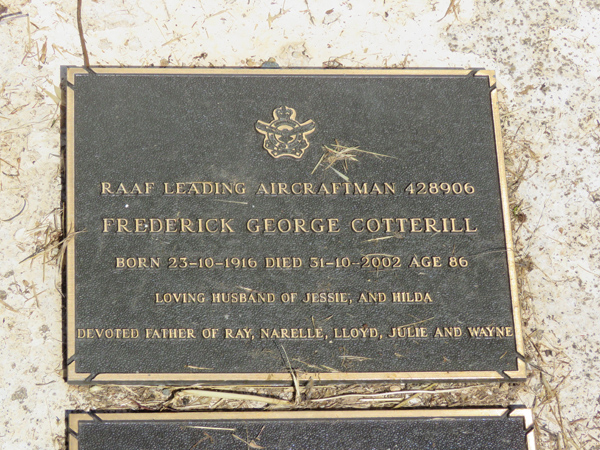 RAAF LEADING AIRCRAFTMAN 428906
FREDERICK GEORGE COTTERILL
BORN 23-10-1916 DIED 31-10-2002 AGE 86
LOVING HUSBAND OF JESSIE, AND HILDA
DEVOTED FATHER OF RAY, NARELLE, LLOYD, JULIE AND WAYNE